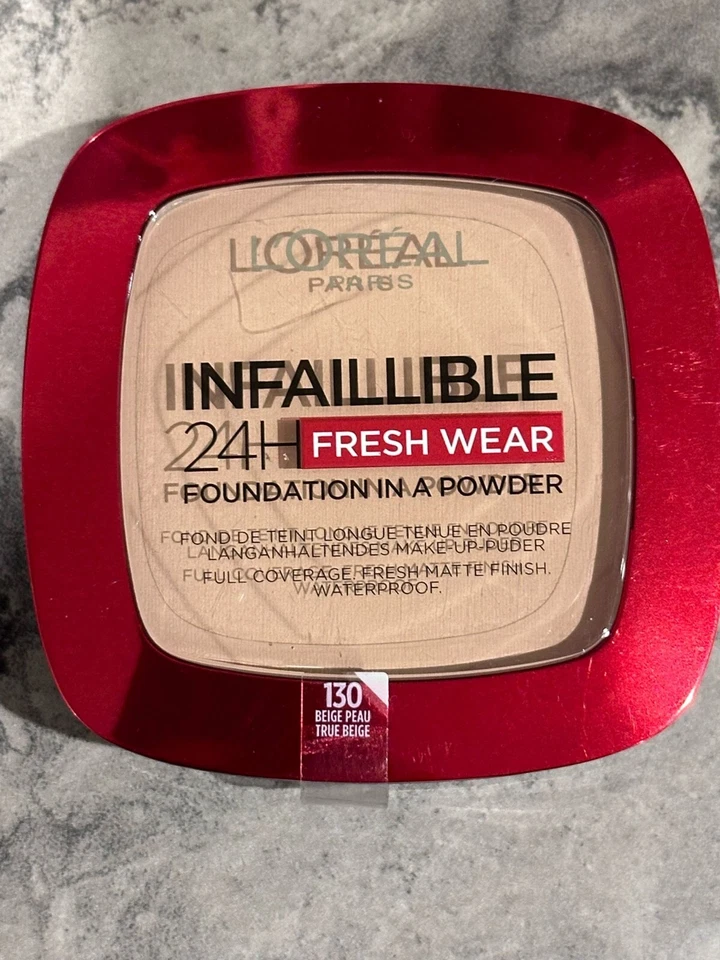 L'ORÉAL
PARIS
INFAILLIBLE
24H FRESH WEAR
FOUNDATION IN A POWDER
FOND DE TEINT LONGUE TENUE EN POUDRE
LANGANHALTENDES MAKE-UP-PUDER
FULL COVERAGE. FRESH MATTE FINISH.
WATERPROOF.
130
BEIGE PEAU
TRUE BEIGE